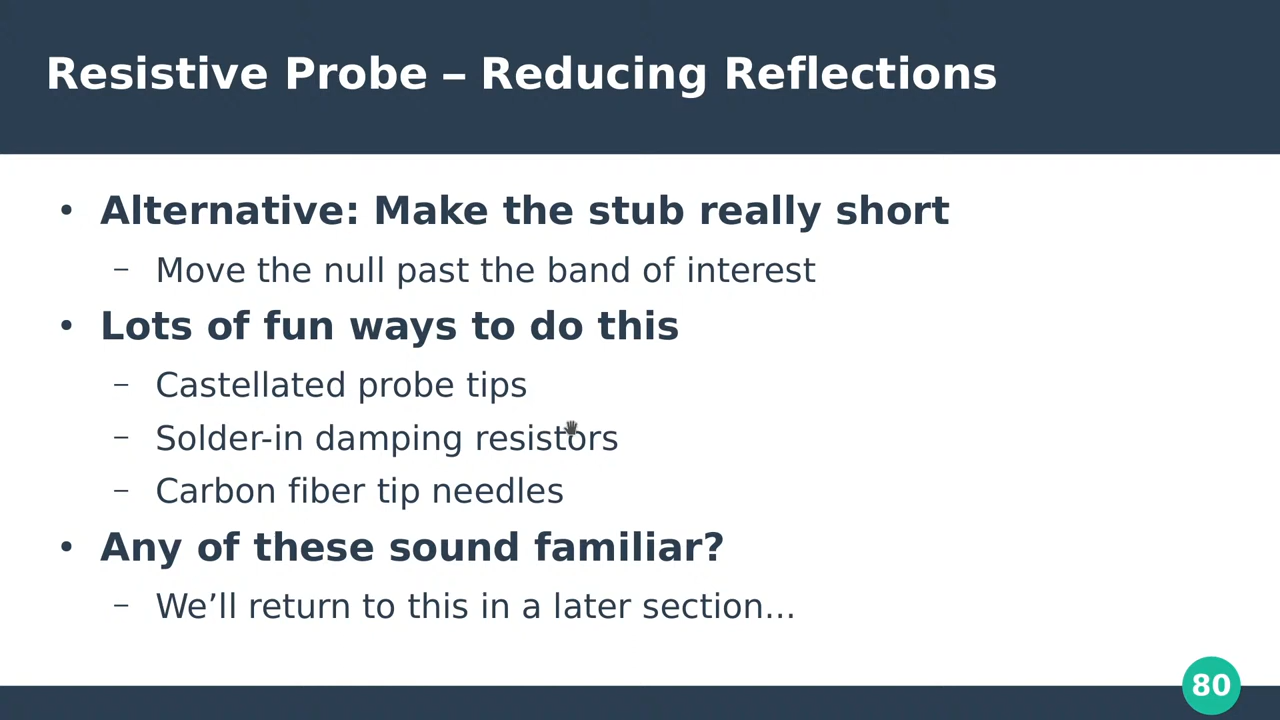 Resistive Probe – Reducing Reflections
• Alternative: Make the stub really short
– Move the null past the band of interest
• Lots of fun ways to do this
– Castellated probe tips
– Solder-in damping resistors
– Carbon fiber tip needles
• Any of these sound familiar?
– We’ll return to this in a later section...
80